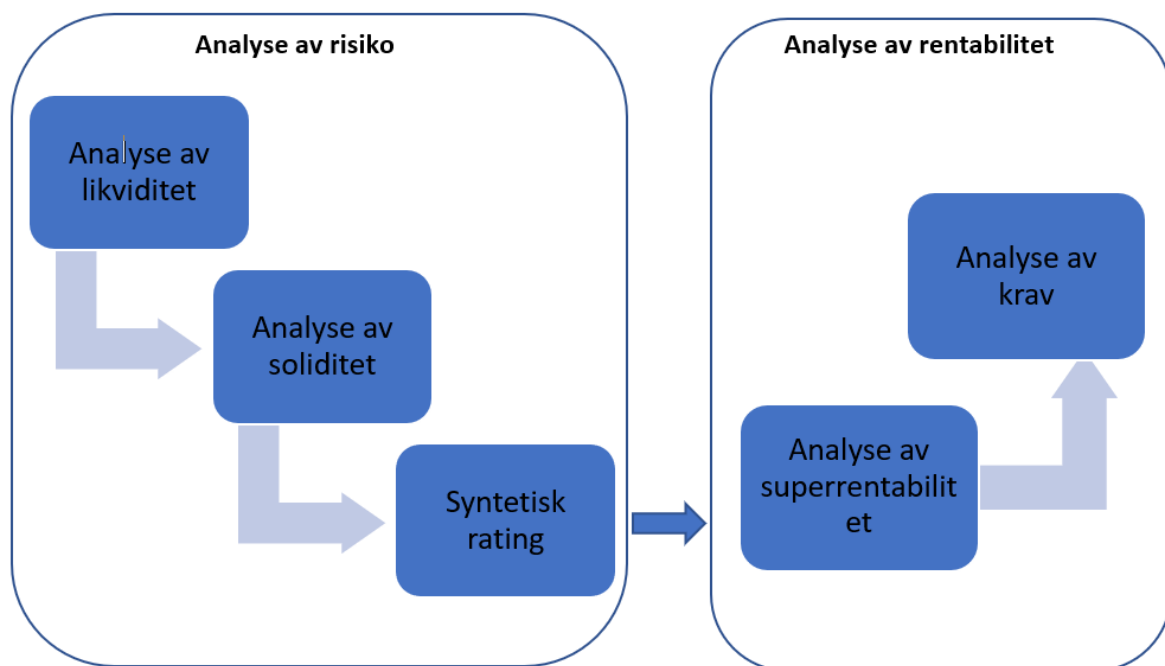 Analyse av risiko
Analyse av
likviditet
Analyse av
soliditet
Syntetisk
rating
Analyse av rentabilitet
Analyse av
krav
Analyse av
superrentabilit
et